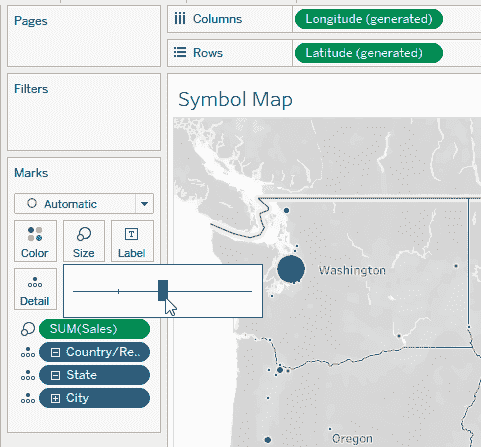 Pages
Columns
Longitude (generated)
Rows
Latitude (generated)
Filters
Symbol Map
Marks
Automatic
Color
Size
T
Label
Detail
SUM(Sales)
Country/Re..
State
City
Washington
Oregon